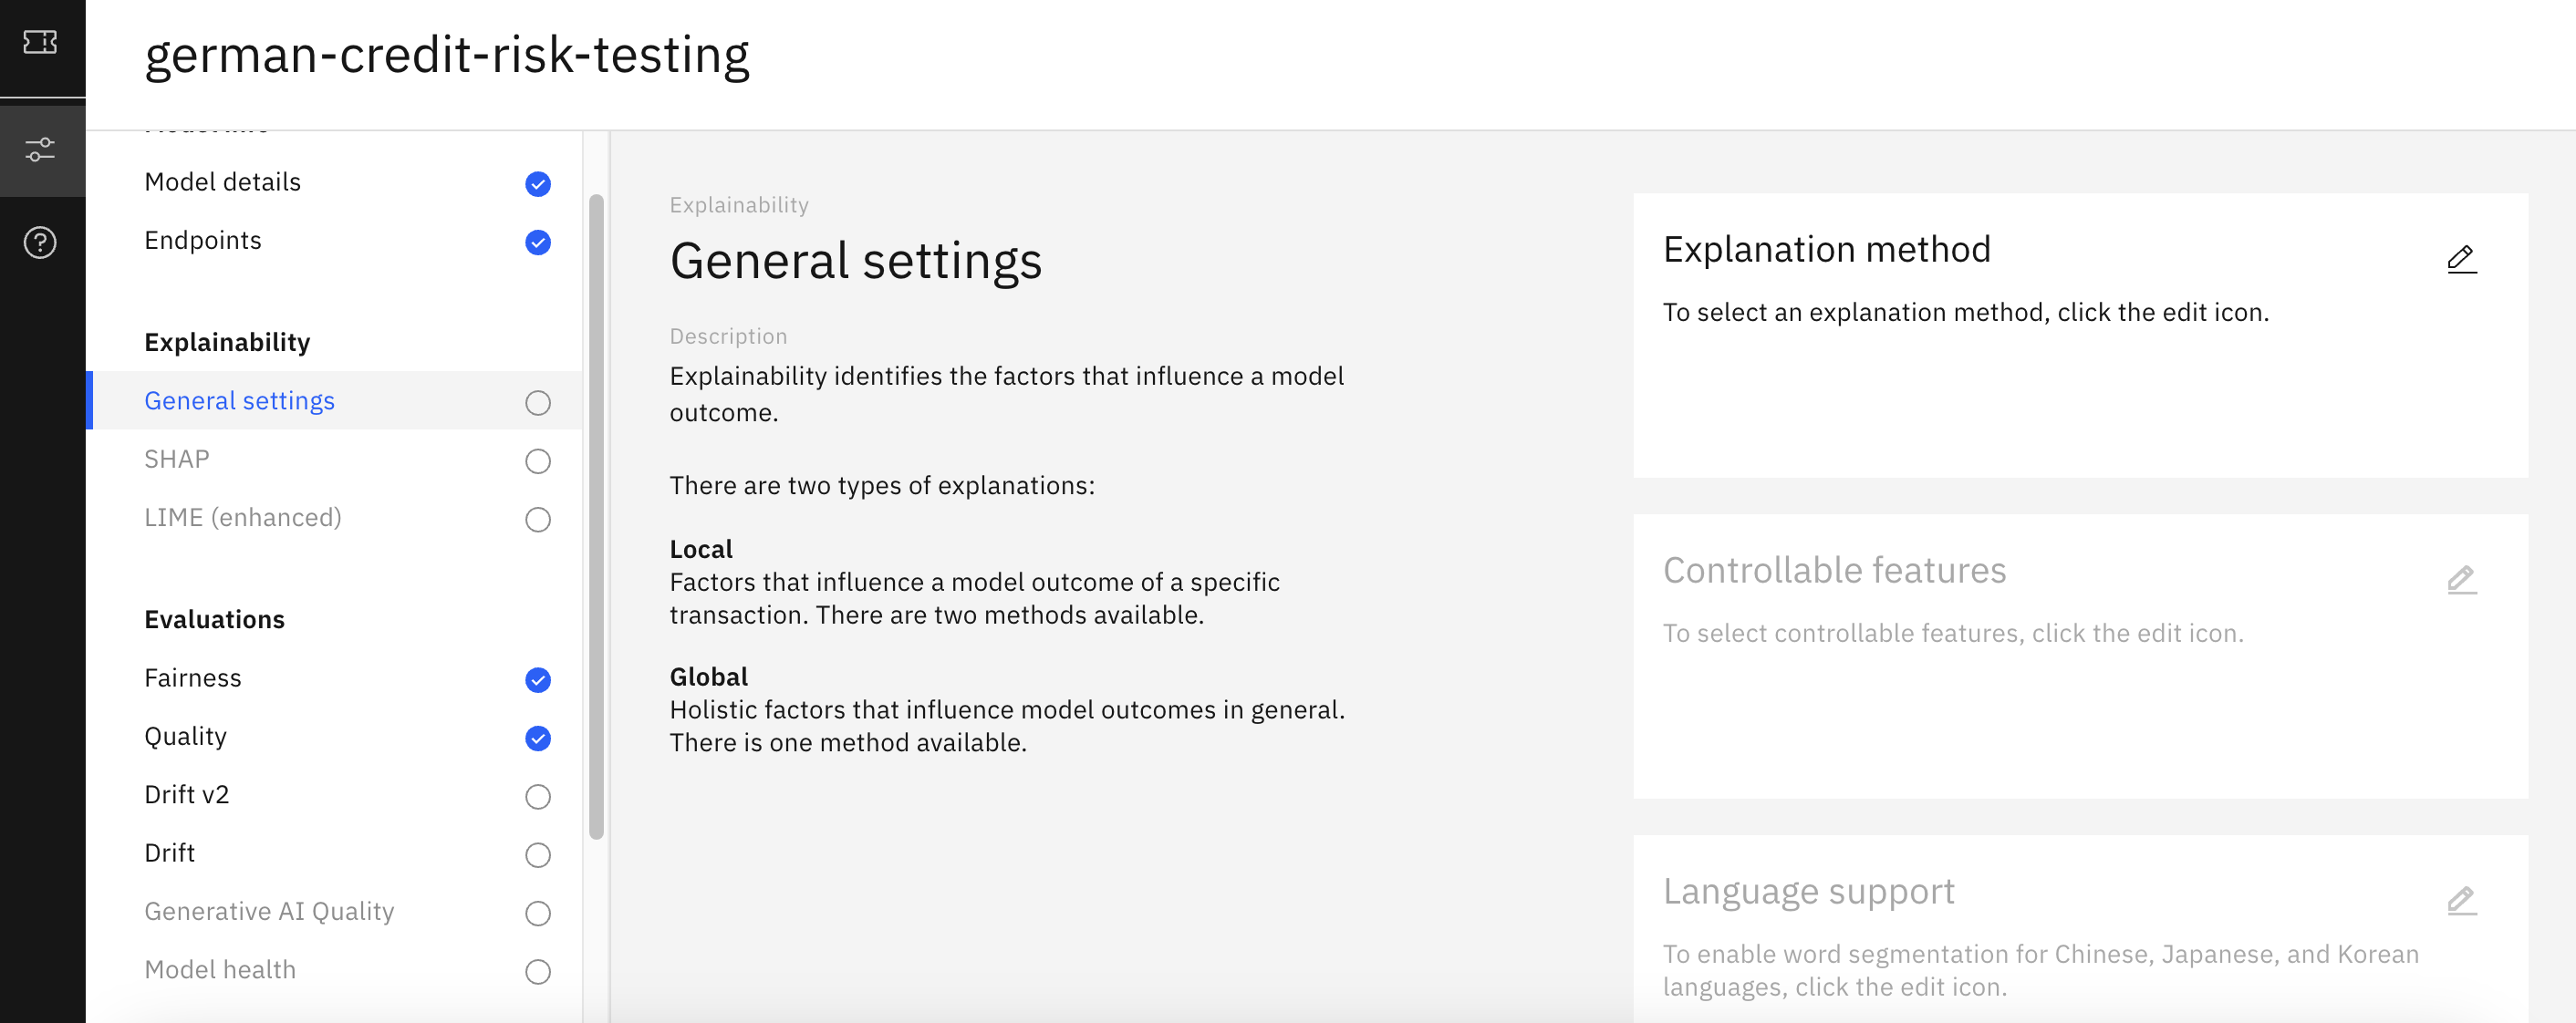 german-credit-risk-testing
Model details
Endpoints
Explainability
General settings
SHAP
LIME (enhanced)
Evaluations
Fairness
Quality
Drift v2
Drift
Generative AI Quality
Model health
Explainability
General settings
Description
Explainability identifies the factors that influence a model
outcome.
There are two types of explanations:
Local
Factors that influence a model outcome of a specific
transaction. There are two methods available.
Global
Holistic factors that influence model outcomes in general.
There is one method available.
Explanation method
To select an explanation method, click the edit icon.
Controllable features
To select controllable features, click the edit icon.
Language support
To enable word segmentation for Chinese, Japanese, and Korean
languages, click the edit icon.